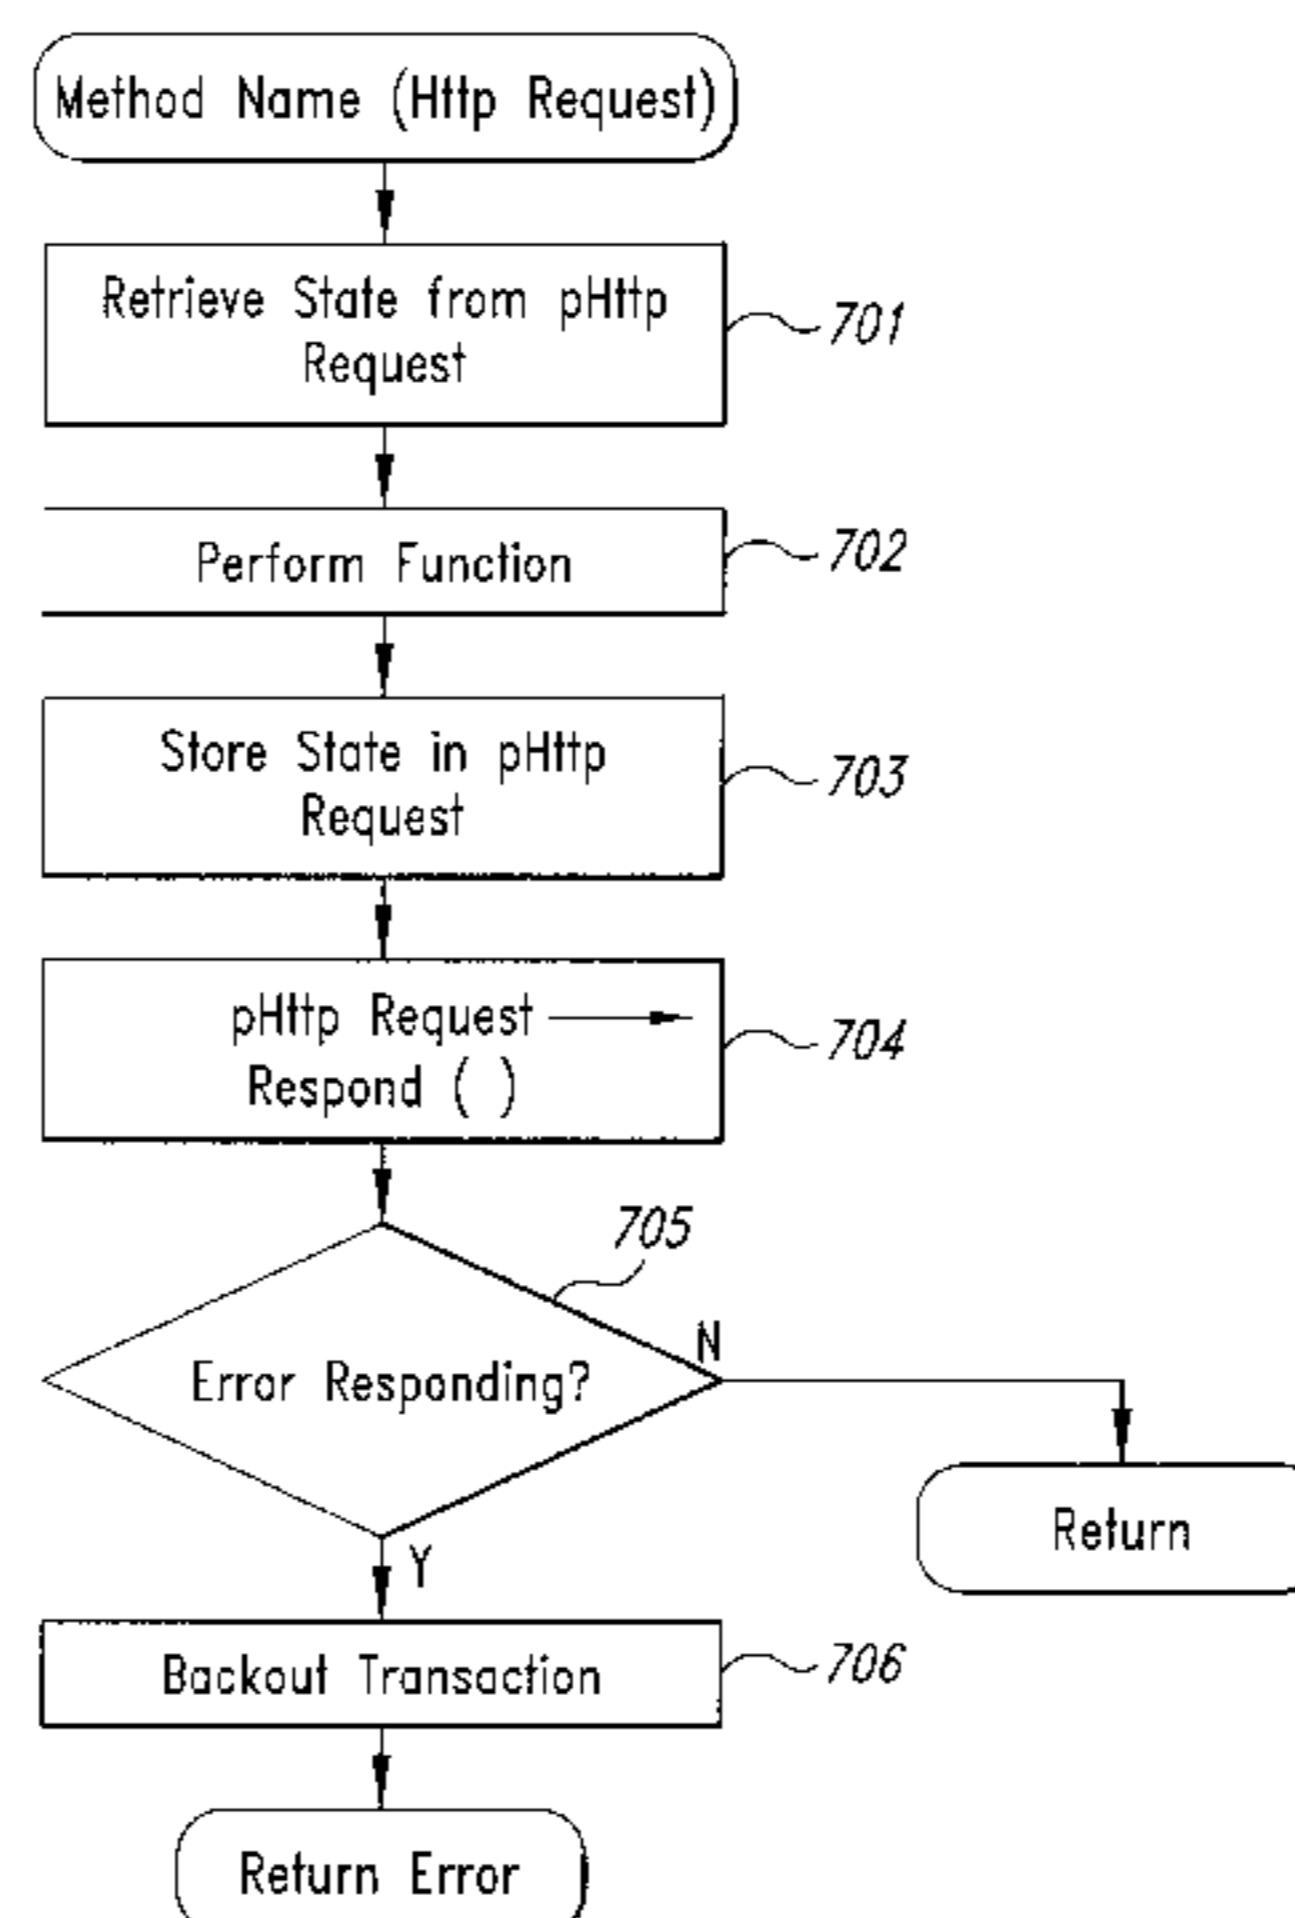 Method Name (Http Request)
Retrieve State from pHttp
Request
701
Perform Function
702
Store State in pHttp
Request
703
pHttp Request
Respond ( )
704
705
Error Responding?
N
Y
Return
Backout Transaction
706
Return Error